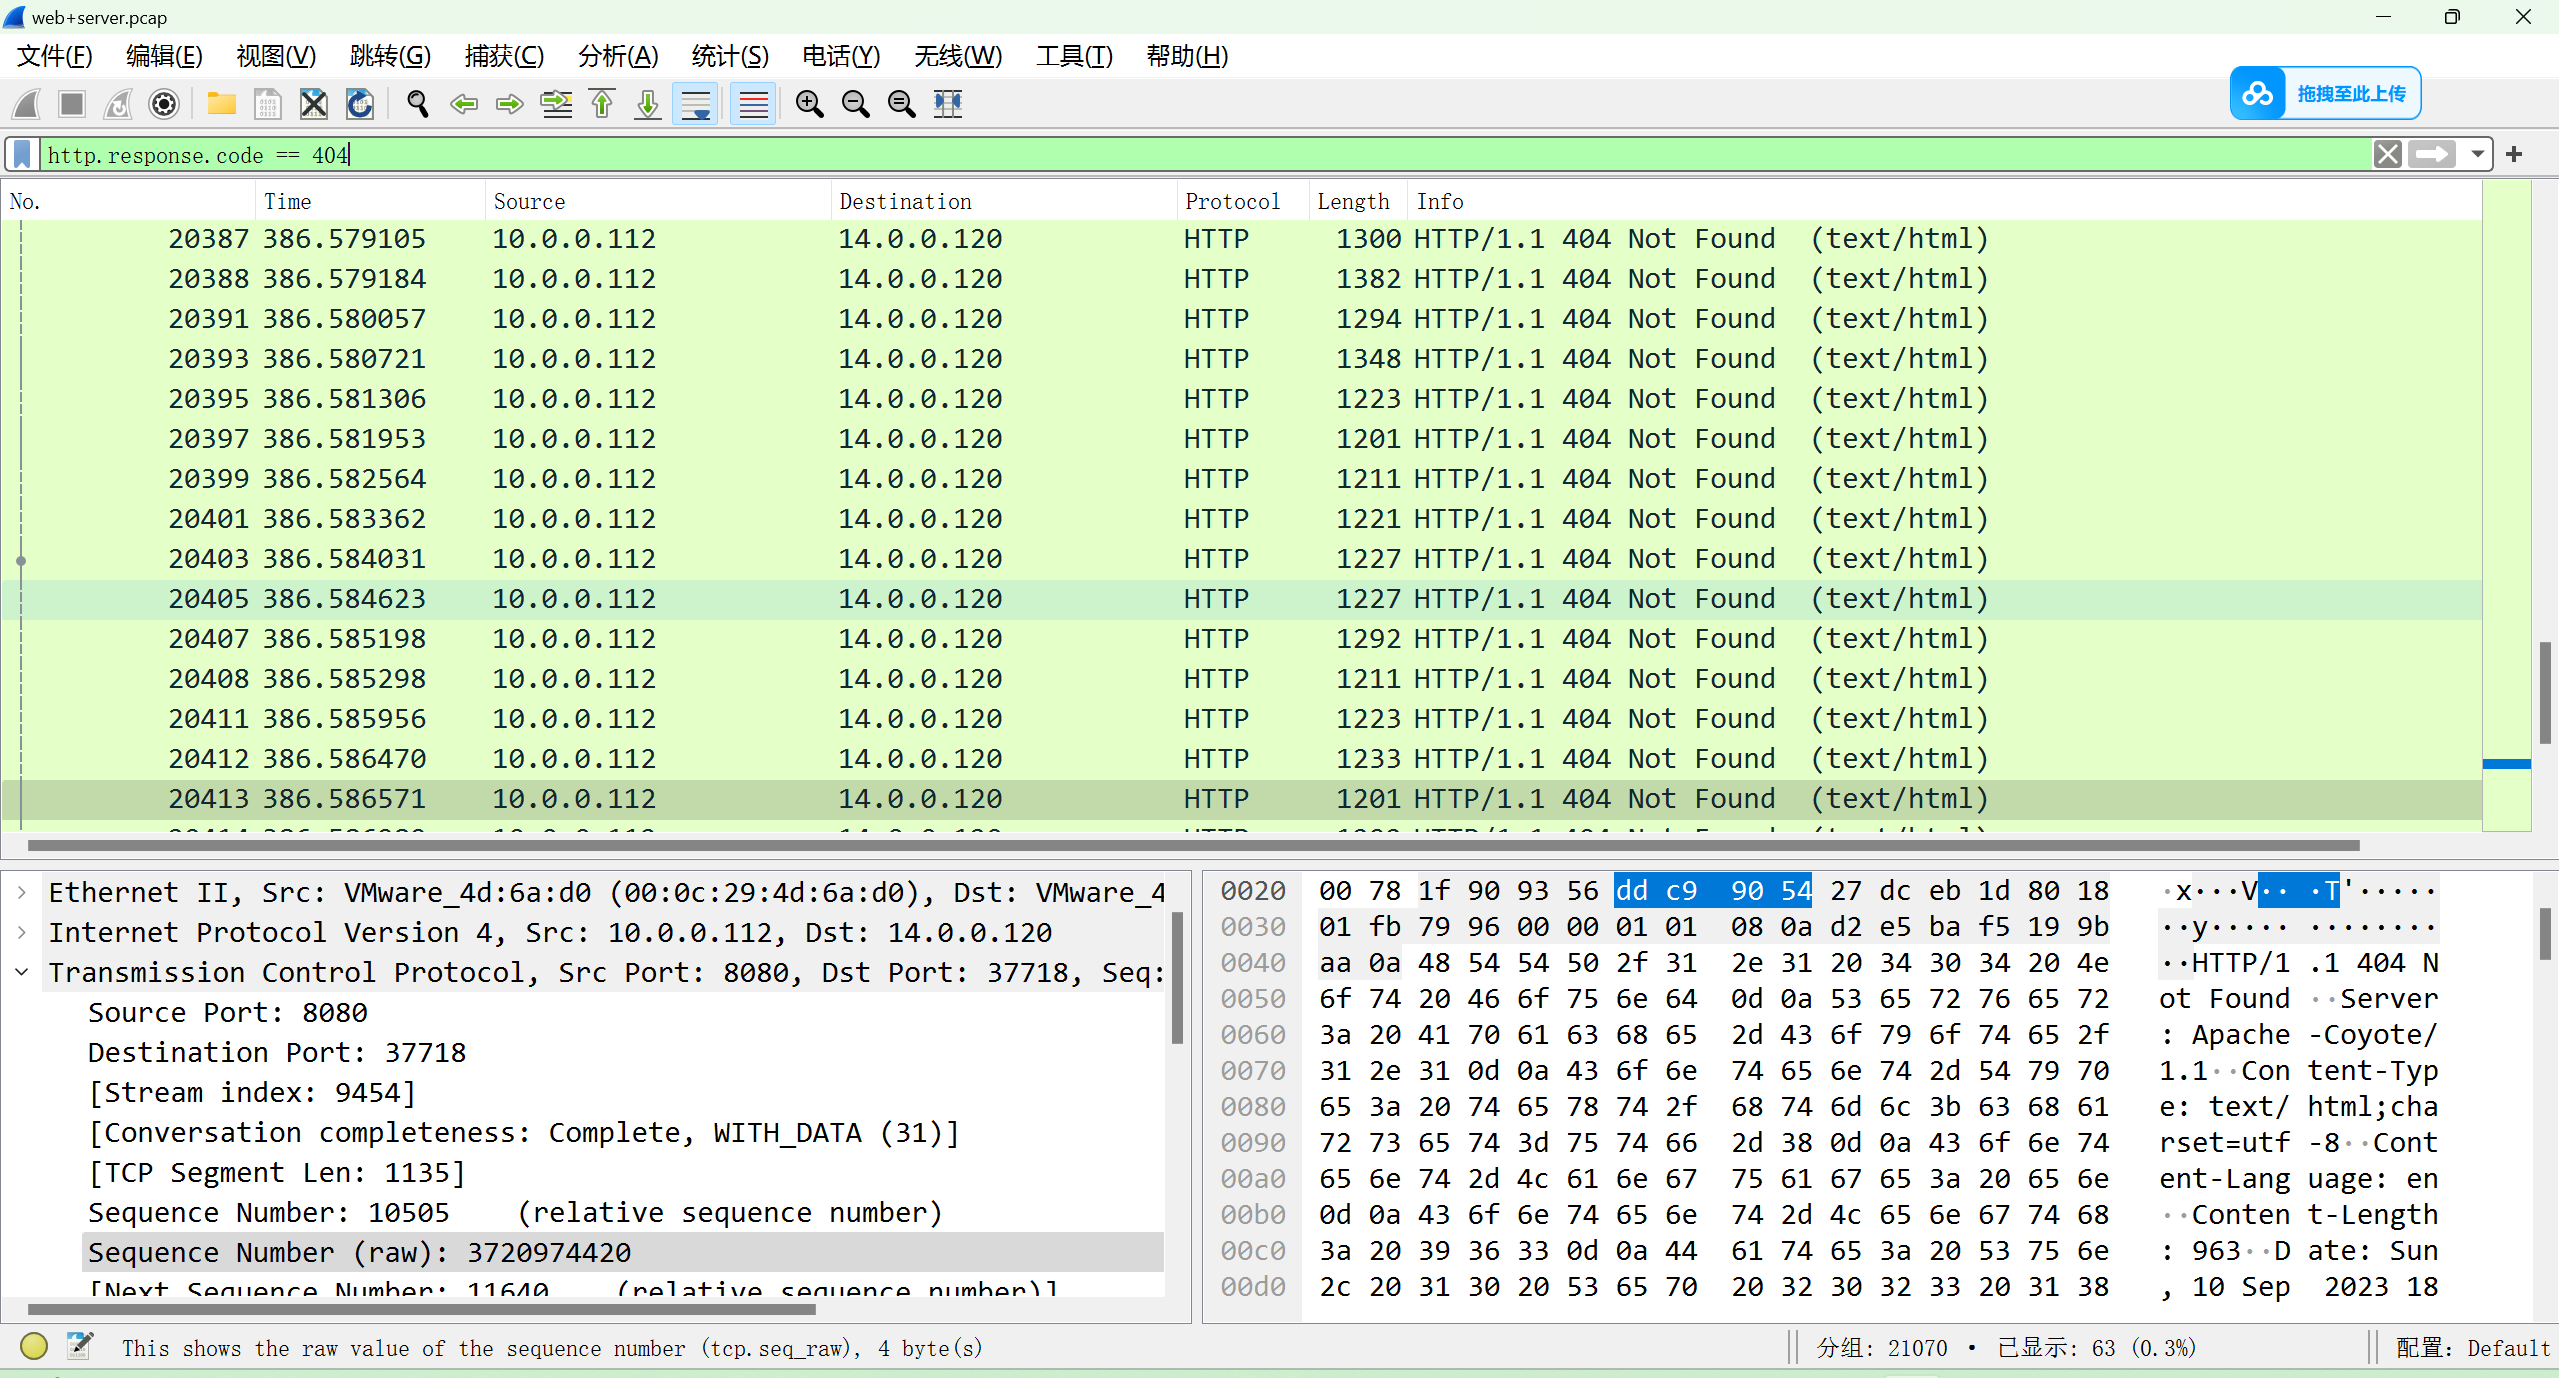 web+server.pcap
文件(F) 编辑(E) 视图(V) 跳转(G) 捕获(C) 分析(A) 统计(S) 电话(Y) 无线(W) 工具(T) 帮助(H)
拖拽至此上传
http.response.code == 404
No. Time Source Destination Protocol Length Info
20387 386.579105 10.0.0.112 14.0.0.120 HTTP 1300 HTTP/1.1 404 Not Found (text/html)
20388 386.579184 10.0.0.112 14.0.0.120 HTTP 1382 HTTP/1.1 404 Not Found (text/html)
20391 386.580057 10.0.0.112 14.0.0.120 HTTP 1294 HTTP/1.1 404 Not Found (text/html)
20393 386.580721 10.0.0.112 14.0.0.120 HTTP 1348 HTTP/1.1 404 Not Found (text/html)
20395 386.581306 10.0.0.112 14.0.0.120 HTTP 1223 HTTP/1.1 404 Not Found (text/html)
20397 386.581953 10.0.0.112 14.0.0.120 HTTP 1201 HTTP/1.1 404 Not Found (text/html)
20399 386.582564 10.0.0.112 14.0.0.120 HTTP 1211 HTTP/1.1 404 Not Found (text/html)
20401 386.583362 10.0.0.112 14.0.0.120 HTTP 1221 HTTP/1.1 404 Not Found (text/html)
20403 386.584031 10.0.0.112 14.0.0.120 HTTP 1227 HTTP/1.1 404 Not Found (text/html)
20405 386.584623 10.0.0.112 14.0.0.120 HTTP 1227 HTTP/1.1 404 Not Found (text/html)
20407 386.585198 10.0.0.112 14.0.0.120 HTTP 1292 HTTP/1.1 404 Not Found (text/html)
20408 386.585298 10.0.0.112 14.0.0.120 HTTP 1211 HTTP/1.1 404 Not Found (text/html)
20411 386.585956 10.0.0.112 14.0.0.120 HTTP 1223 HTTP/1.1 404 Not Found (text/html)
20412 386.586470 10.0.0.112 14.0.0.120 HTTP 1233 HTTP/1.1 404 Not Found (text/html)
20413 386.586571 10.0.0.112 14.0.0.120 HTTP 1201 HTTP/1.1 404 Not Found (text/html)
Ethernet II, Src: VMware_4d:6a:d0 (00:0c:29:4d:6a:d0), Dst: VMware_4
Internet Protocol Version 4, Src: 10.0.0.112, Dst: 14.0.0.120
Transmission Control Protocol, Src Port: 8080, Dst Port: 37718, Seq:
Source Port: 8080
Destination Port: 37718
[Stream index: 9454]
[Conversation completeness: Complete, WITH_DATA (31)]
[TCP Segment Len: 1135]
Sequence Number: 10505 (relative sequence number)
Sequence Number (raw): 3720974420
[Next Sequence Number: 11640 (relative sequence number)]
0020 00 78 1f 90 93 56 dd c9 90 54 27 dc eb 1d 80 18 ·x···V·· ·T'·····
0030 01 fb 79 96 00 00 01 01 08 0a d2 e5 ba f5 19 9b ··y····· ········
0040 aa 0a 48 54 54 50 2f 31 2e 31 20 34 30 34 20 4e ··HTTP/1 .1 404 N
0050 6f 74 20 46 6f 75 6e 64 0d 0a 53 65 72 76 65 72 ot Found ··Server
0060 3a 20 41 70 61 63 68 65 2d 43 6f 79 6f 74 65 2f : Apache -Coyote/
0070 31 2e 31 0d 0a 43 6f 6e 74 65 6e 74 2d 54 79 70 1.1··Con tent-Typ
0080 65 3a 20 74 65 78 74 2f 68 74 6d 6c 3b 63 68 61 e: text/ html;cha
0090 72 73 65 74 3d 75 74 66 2d 38 0d 0a 43 6f 6e 74 rset=utf -8··Cont
00a0 65 6e 74 2d 4c 61 6e 67 75 61 67 65 3a 20 65 6e ent-Lang uage: en
00b0 0d 0a 43 6f 6e 74 65 6e 74 2d 4c 65 6e 67 74 68 ··Conten t-Length
00c0 3a 20 39 36 33 0d 0a 44 61 74 65 3a 20 53 75 6e : 963··D ate: Sun
00d0 2c 20 31 30 20 53 65 70 20 32 30 32 33 20 31 38 , 10 Sep 2023 18
This shows the raw value of the sequence number (tcp.seq_raw), 4 byte(s)
分组: 21070 · 已显示: 63 (0.3%)
配置: Default